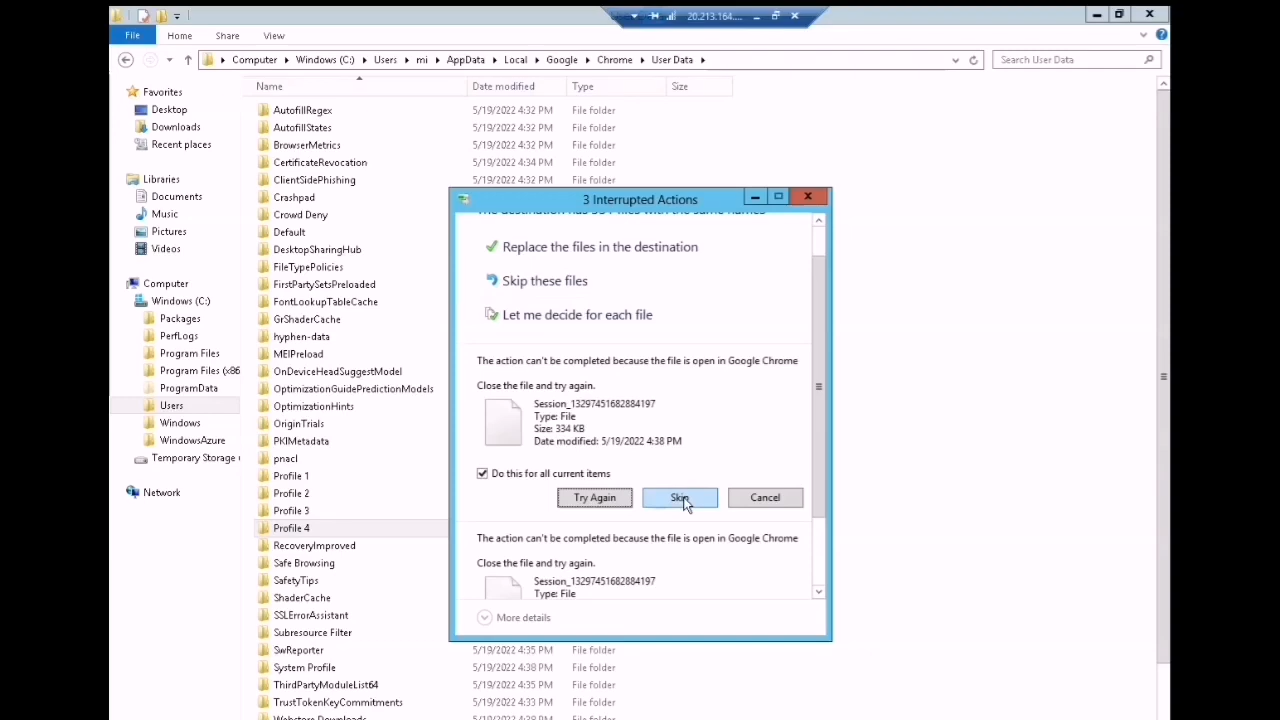 20.213.164....
File Home Share View
Computer Windows (C:) Users mi AppData Local Google Chrome User Data
Search User Data
Name Date modified Type Size
Favorites
Desktop
Downloads
Recent places
Libraries
Documents
Music
Pictures
Videos
Computer
Windows (C:)
Packages
PerfLogs
Program Files
Program Files (x86
ProgramData
Users
Windows
WindowsAzure
Temporary Storage
Network
AutofillRegex 5/19/2022 4:32 PM File folder
AutofillStates 5/19/2022 4:32 PM File folder
BrowserMetrics 5/19/2022 4:32 PM File folder
CertificateRevocation 5/19/2022 4:34 PM File folder
ClientSidePhishing 5/19/2022 4:32 PM File folder
Crashpad
Crowd Deny
Default
DesktopSharingHub
FileTypePolicies
FirstPartySetsPreloaded
FontLookupTableCache
GrShaderCache
hyphen-data
MEIPreload
OnDeviceHeadSuggestModel
OptimizationGuidePredictionModels
OptimizationHints
OriginTrials
PKIMetadata
pnacl
Profile 1
Profile 2
Profile 3
Profile 4
RecoveryImproved
Safe Browsing
SafetyTips
ShaderCache
SSLErrorAssistant
Subresource Filter
SwReporter 5/19/2022 4:35 PM File folder
System Profile 5/19/2022 4:38 PM File folder
ThirdPartyModuleList64 5/19/2022 4:35 PM File folder
TrustTokenKeyCommitments 5/19/2022 4:33 PM File folder
3 Interrupted Actions
Replace the files in the destination
Skip these files
Let me decide for each file
The action can't be completed because the file is open in Google Chrome
Close the file and try again.
Session_13297451682884197
Type: File
Size: 334 KB
Date modified: 5/19/2022 4:38 PM
Do this for all current items
Try Again Skip Cancel
The action can't be completed because the file is open in Google Chrome
Close the file and try again.
Session_13297451682884197
Type: File
More details